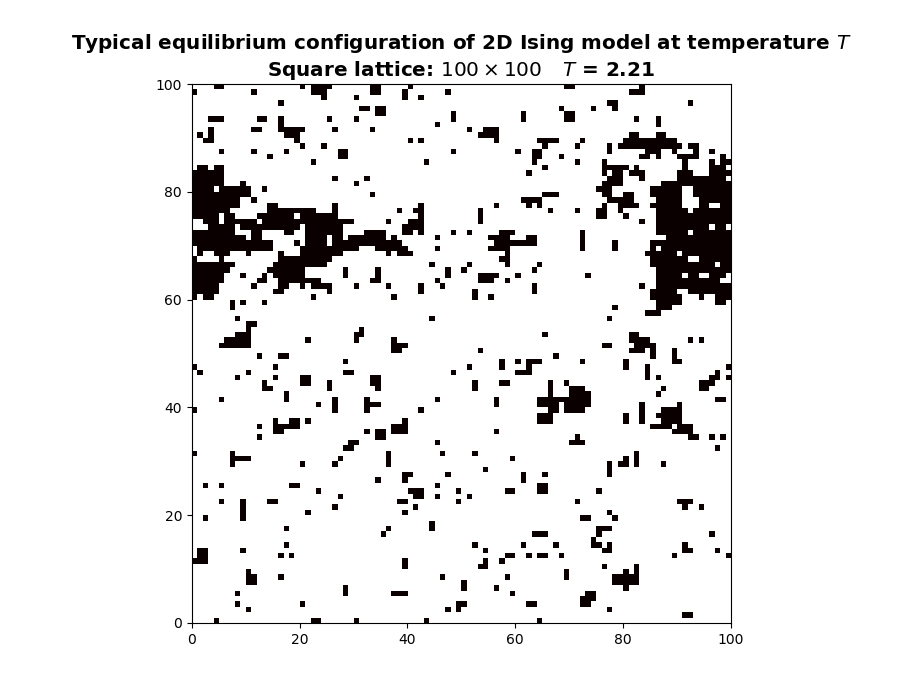 Typical equilibrium configuration of 2D Ising model at temperature T
Square lattice: 100 × 100 T = 2.21
100
80
60
40
20
0
0 20 40 60 80 100